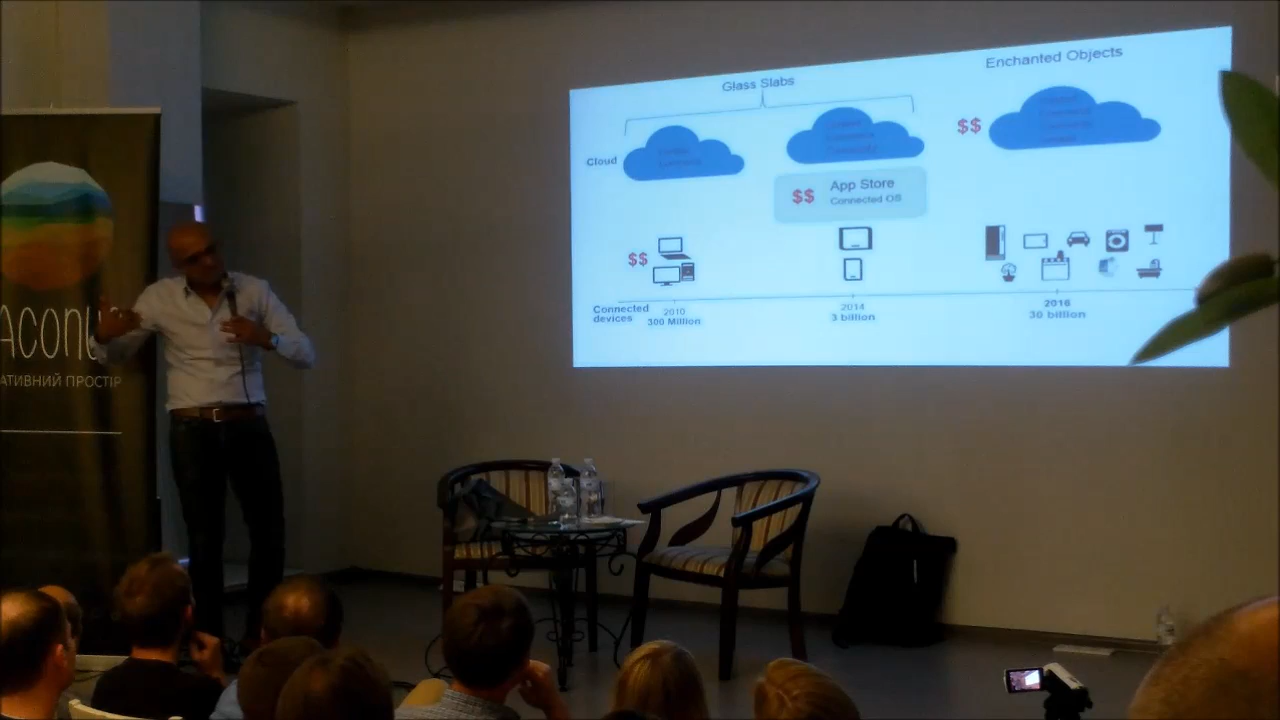 Enchanted Objects
Glass Slabs
Cloud
$$
$$
App Store
Connected OS
$$
Connected
devices
2010
300 Million
2014
3 billion
2016
30 billion
АТИВНИЙ ПРОСТІР